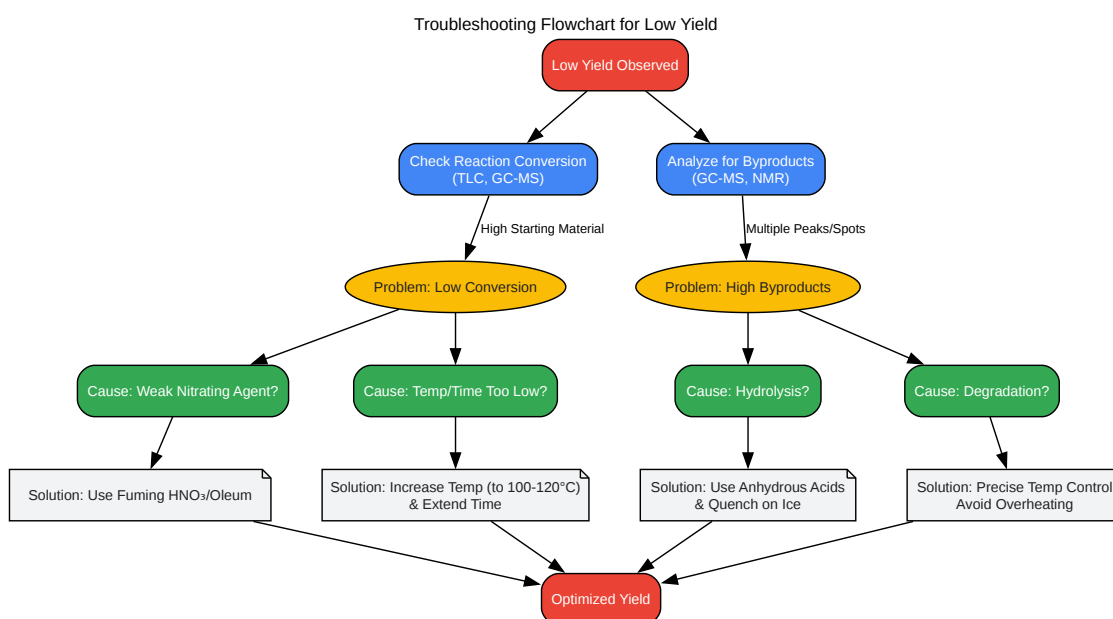 Troubleshooting Flowchart for Low Yield
Low Yield Observed
Check Reaction Conversion
(TLC, GC-MS)
Analyze for Byproducts
(GC-MS, NMR)
High Starting Material
Multiple Peaks/Spots
Problem: Low Conversion
Problem: High Byproducts
Cause: Weak Nitrating Agent?
Cause: Temp/Time Too Low?
Cause: Hydrolysis?
Cause: Degradation?
Solution: Use Fuming HNO₃/Oleum
Solution: Increase Temp (to 100-120°C)
& Extend Time
Solution: Use Anhydrous Acids
& Quench on Ice
Solution: Precise Temp Control
Avoid Overheating
Optimized Yield